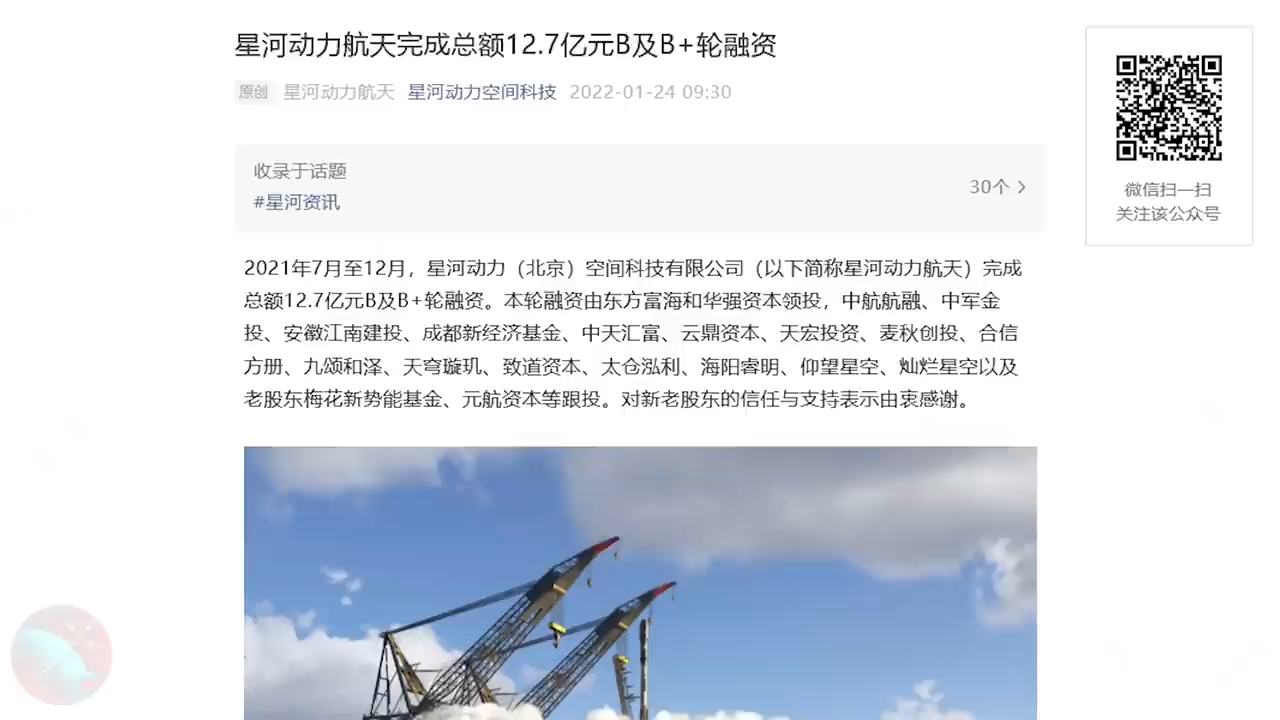 星河动力航天完成总额12.7亿元B及B+轮融资
原创 星河动力航天 星河动力空间科技 2022-01-24 09:30
收录于话题
#星河资讯
30个
微信扫一扫
关注该公众号
2021年7月至12月，星河动力（北京）空间科技有限公司（以下简称星河动力航天）完成
总额12.7亿元B及B+轮融资。本轮融资由东方富海和华强资本领投，中航航融、中军金
投、安徽江南建投、成都新经济基金、中天汇富、云鼎资本、天宏投资、麦秋创投、合信
方册、九颂和泽、天穹璇玑、致道资本、太仓泓利、海阳睿明、仰望星空、灿烂星空以及
老股东梅花新势能基金、元航资本等跟投。对新老股东的信任与支持表示由衷感谢。